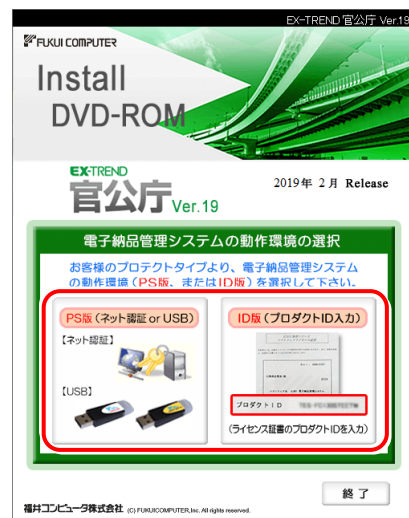 EX-TREND 官公庁 Ver.19
FUKUI COMPUTER
Install
DVD-ROM
EX-TREND
官公庁 Ver.19
2019年 2月 Release
電子納品管理システムの動作環境の選択
お客様のプロテクトタイプより、電子納品管理システム
の動作環境（PS版、またはID版）を選択して下さい。
PS版（ネット認証 or USB）
【ネット認証】
【USB】
ID版（プロダクトID入力）
プロダクトＩＤ
（ライセンス証書のプロダクトIDを入力）
終了
福井コンピュータ株式会社 (C) FUKUICOMPUTER,Inc. All rights reserved.